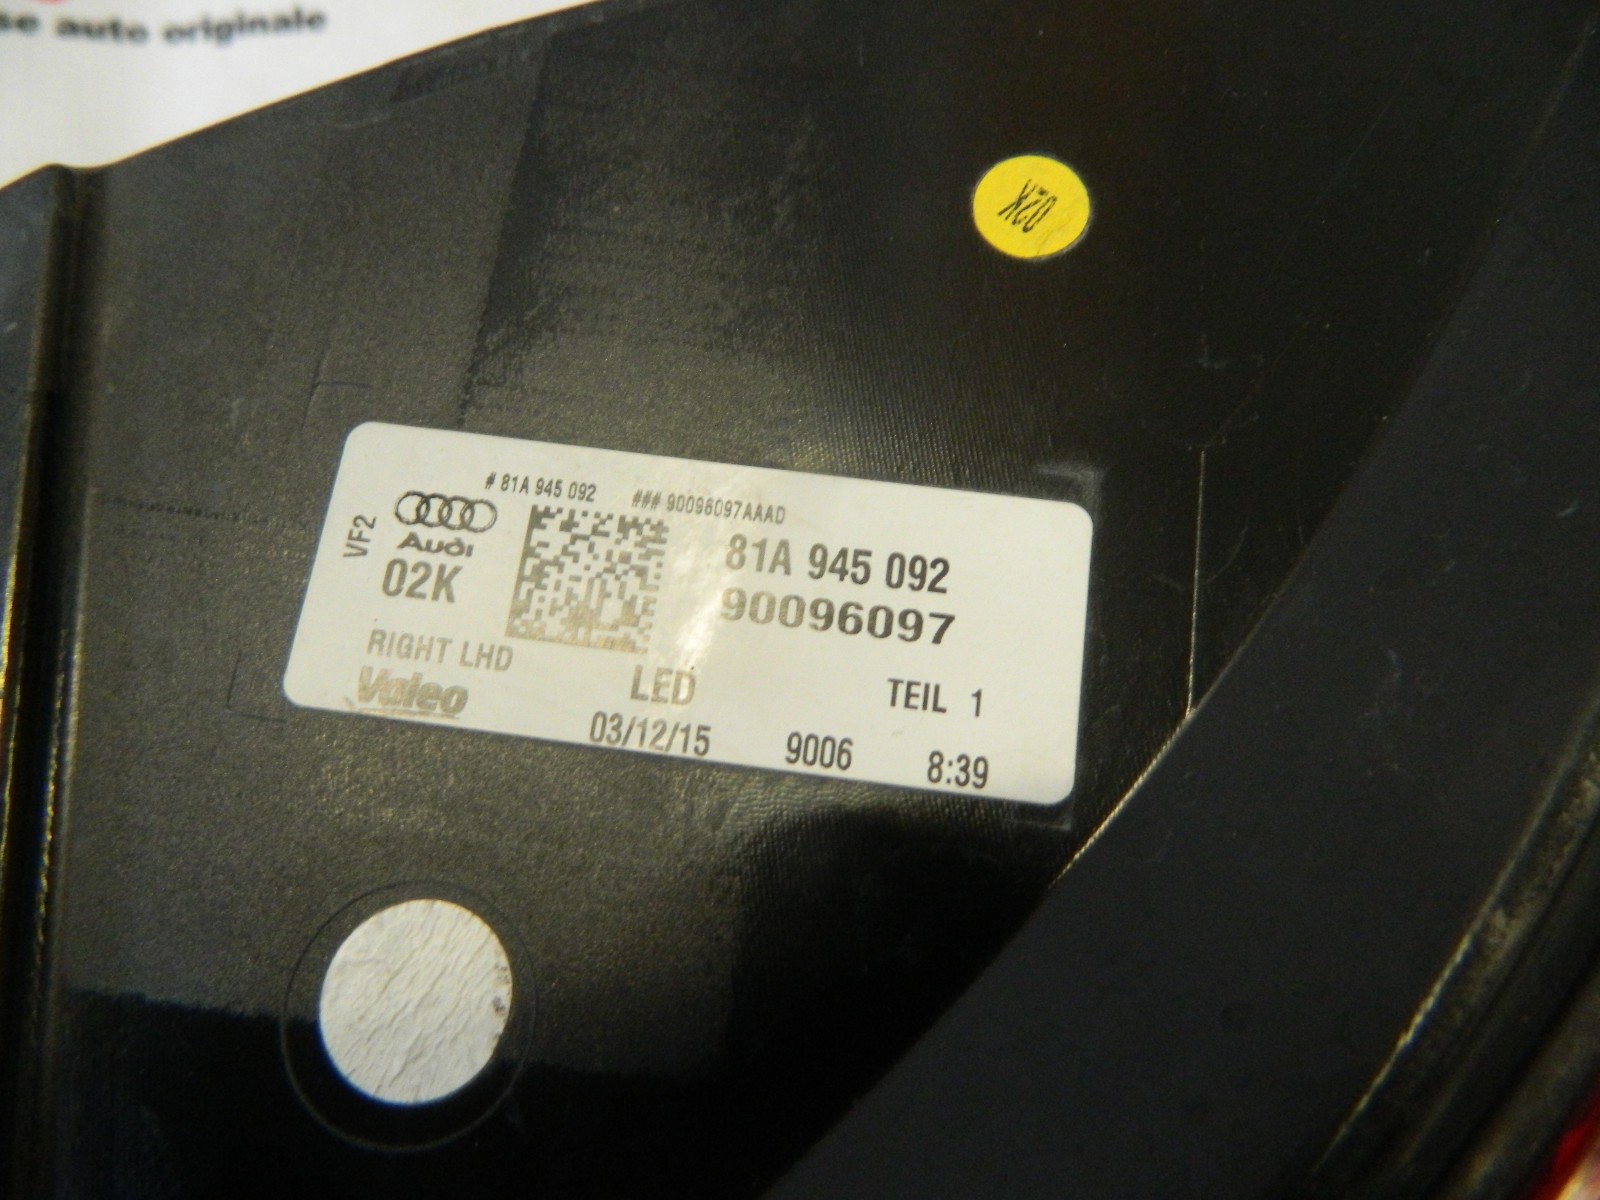 se auto originale
02K
# 81A 945 092 ### 90096097AAAD
VF2
Audi
02K
81A 945 092
90096097
RIGHT LHD
Valeo
LED
TEIL 1
03/12/15 9006 8:39